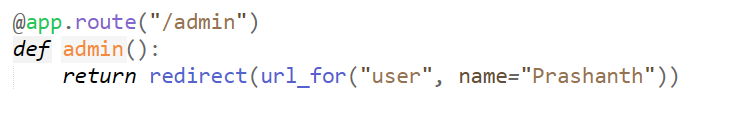 @app.route("/admin")
def admin():
    return redirect(url_for("user", name="Prashanth"))